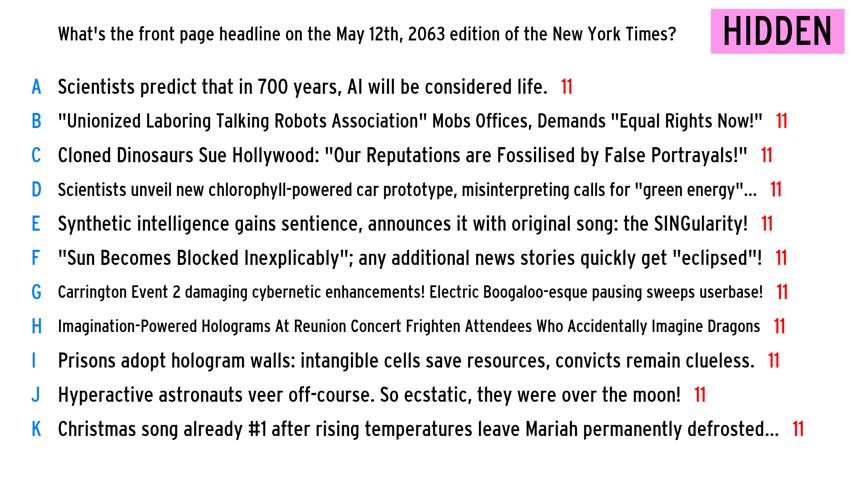 What's the front page headline on the May 12th, 2063 edition of the New York Times?
HIDDEN
A Scientists predict that in 700 years, AI will be considered life. 11
B "Unionized Laboring Talking Robots Association" Mobs Offices, Demands "Equal Rights Now!" 11
C Cloned Dinosaurs Sue Hollywood: "Our Reputations are Fossilised by False Portrayals!" 11
D Scientists unveil new chlorophyll-powered car prototype, misinterpreting calls for "green energy"... 11
E Synthetic intelligence gains sentience, announces it with original song: the SINGularity! 11
F "Sun Becomes Blocked Inexplicably"; any additional news stories quickly get "eclipsed"! 11
G Carrington Event 2 damaging cybernetic enhancements! Electric Boogaloo-esque pausing sweeps userbase! 11
H Imagination-Powered Holograms At Reunion Concert Frighten Attendees Who Accidentally Imagine Dragons 11
I Prisons adopt hologram walls: intangible cells save resources, convicts remain clueless. 11
J Hyperactive astronauts veer off-course. So ecstatic, they were over the moon! 11
K Christmas song already #1 after rising temperatures leave Mariah permanently defrosted... 11